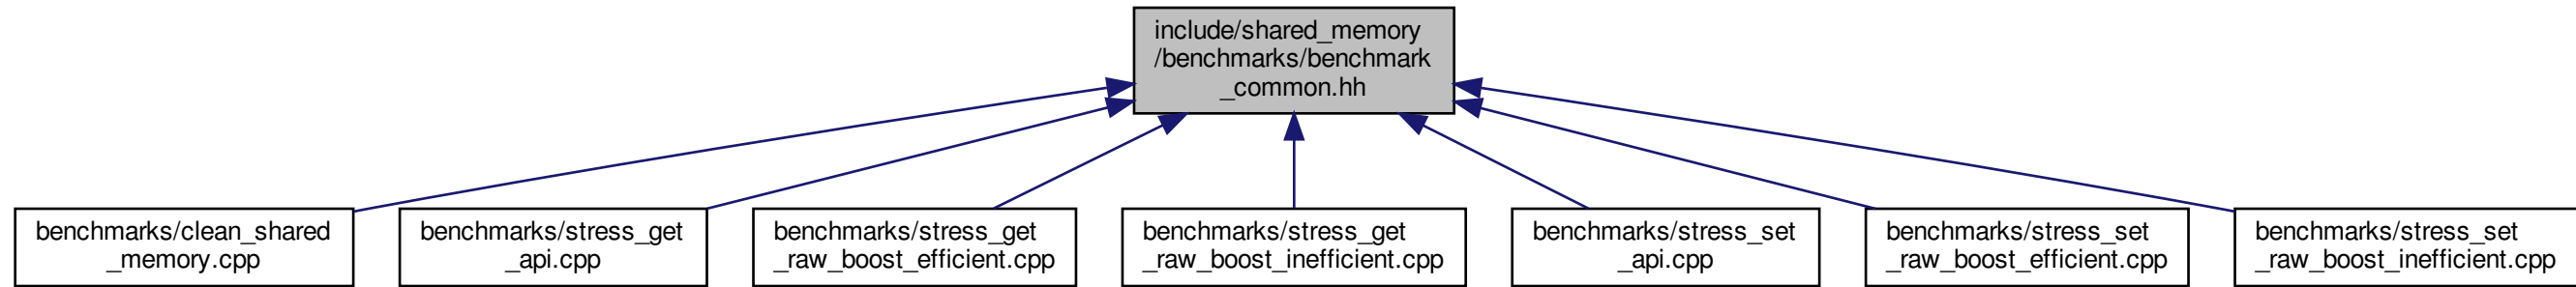 include/shared_memory
/benchmarks/benchmark
_common.hh
benchmarks/clean_shared
_memory.cpp
benchmarks/stress_get
_api.cpp
benchmarks/stress_get
_raw_boost_efficient.cpp
benchmarks/stress_get
_raw_boost_inefficient.cpp
benchmarks/stress_set
_api.cpp
benchmarks/stress_set
_raw_boost_efficient.cpp
benchmarks/stress_set
_raw_boost_inefficient.cpp